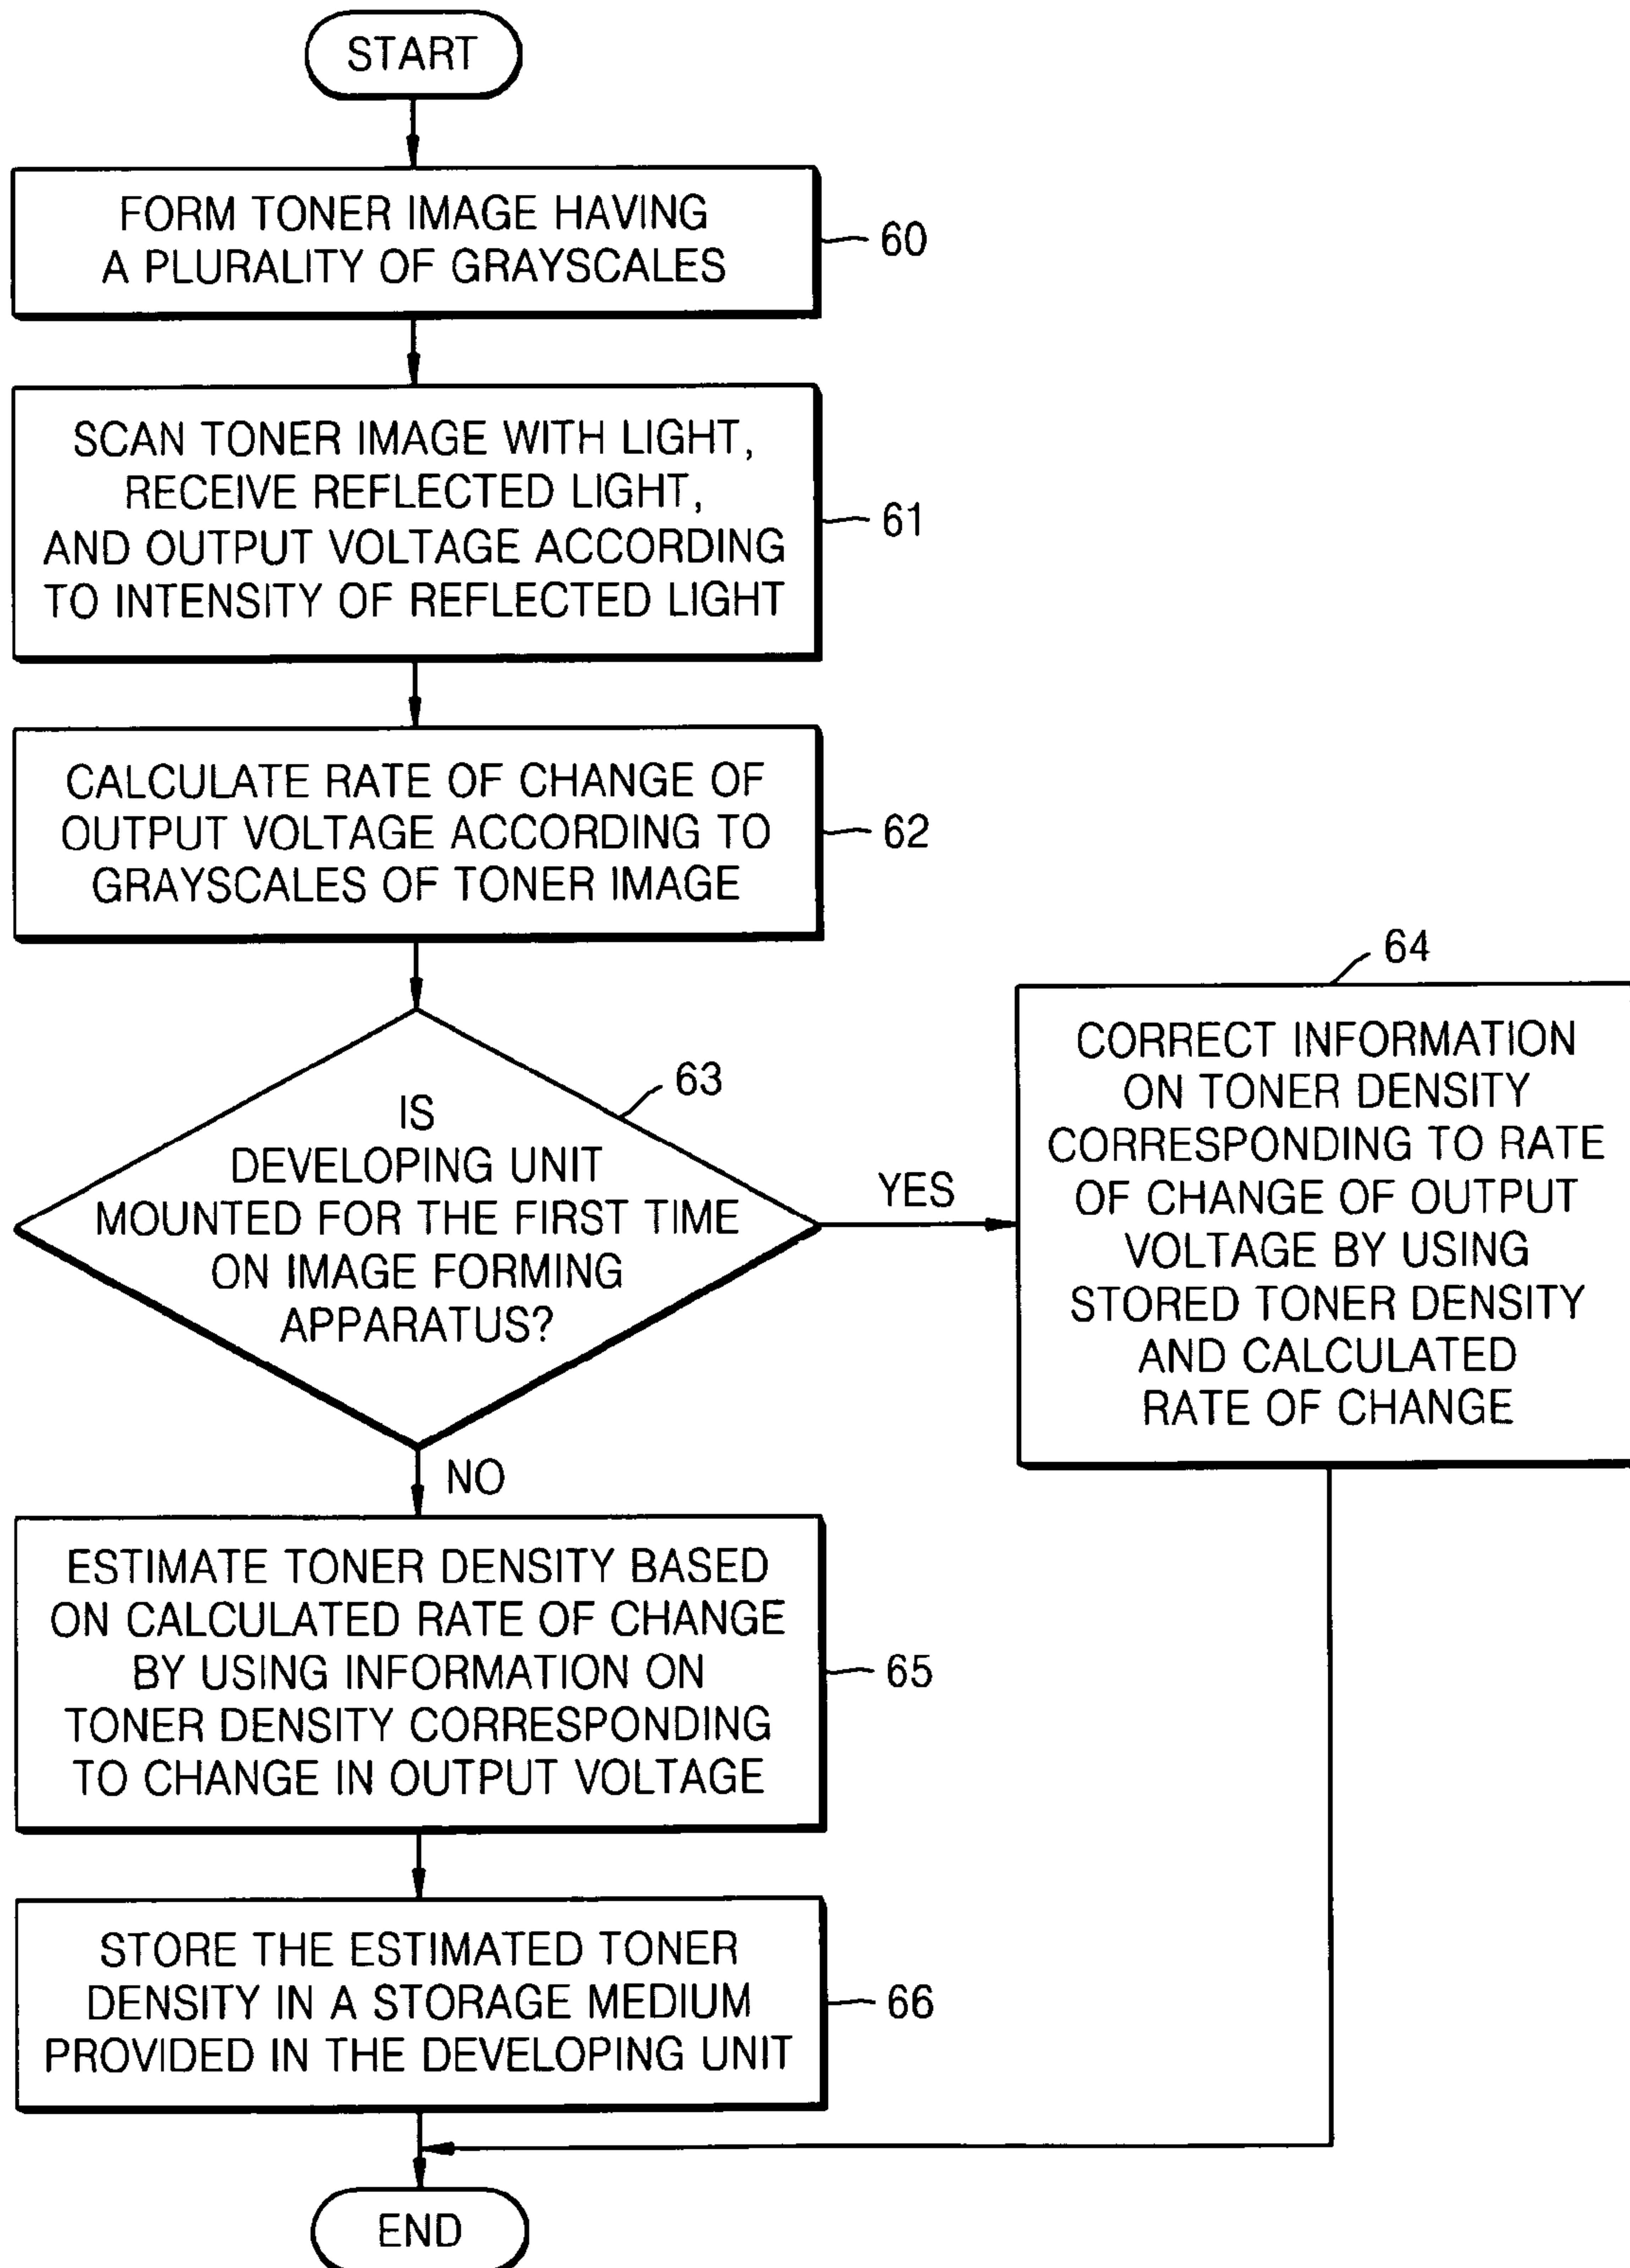 START
FORM TONER IMAGE HAVING
A PLURALITY OF GRAYSCALES
60
SCAN TONER IMAGE WITH LIGHT,
RECEIVE REFLECTED LIGHT,
AND OUTPUT VOLTAGE ACCORDING
TO INTENSITY OF REFLECTED LIGHT
61
CALCULATE RATE OF CHANGE OF
OUTPUT VOLTAGE ACCORDING TO
GRAYSCALES OF TONER IMAGE
62
IS
DEVELOPING UNIT
MOUNTED FOR THE FIRST TIME
ON IMAGE FORMING
APPARATUS?
63
YES
64
CORRECT INFORMATION
ON TONER DENSITY
CORRESPONDING TO RATE
OF CHANGE OF OUTPUT
VOLTAGE BY USING
STORED TONER DENSITY
AND CALCULATED
RATE OF CHANGE
NO
ESTIMATE TONER DENSITY BASED
ON CALCULATED RATE OF CHANGE
BY USING INFORMATION ON
TONER DENSITY CORRESPONDING
TO CHANGE IN OUTPUT VOLTAGE
65
STORE THE ESTIMATED TONER
DENSITY IN A STORAGE MEDIUM
PROVIDED IN THE DEVELOPING UNIT
66
END